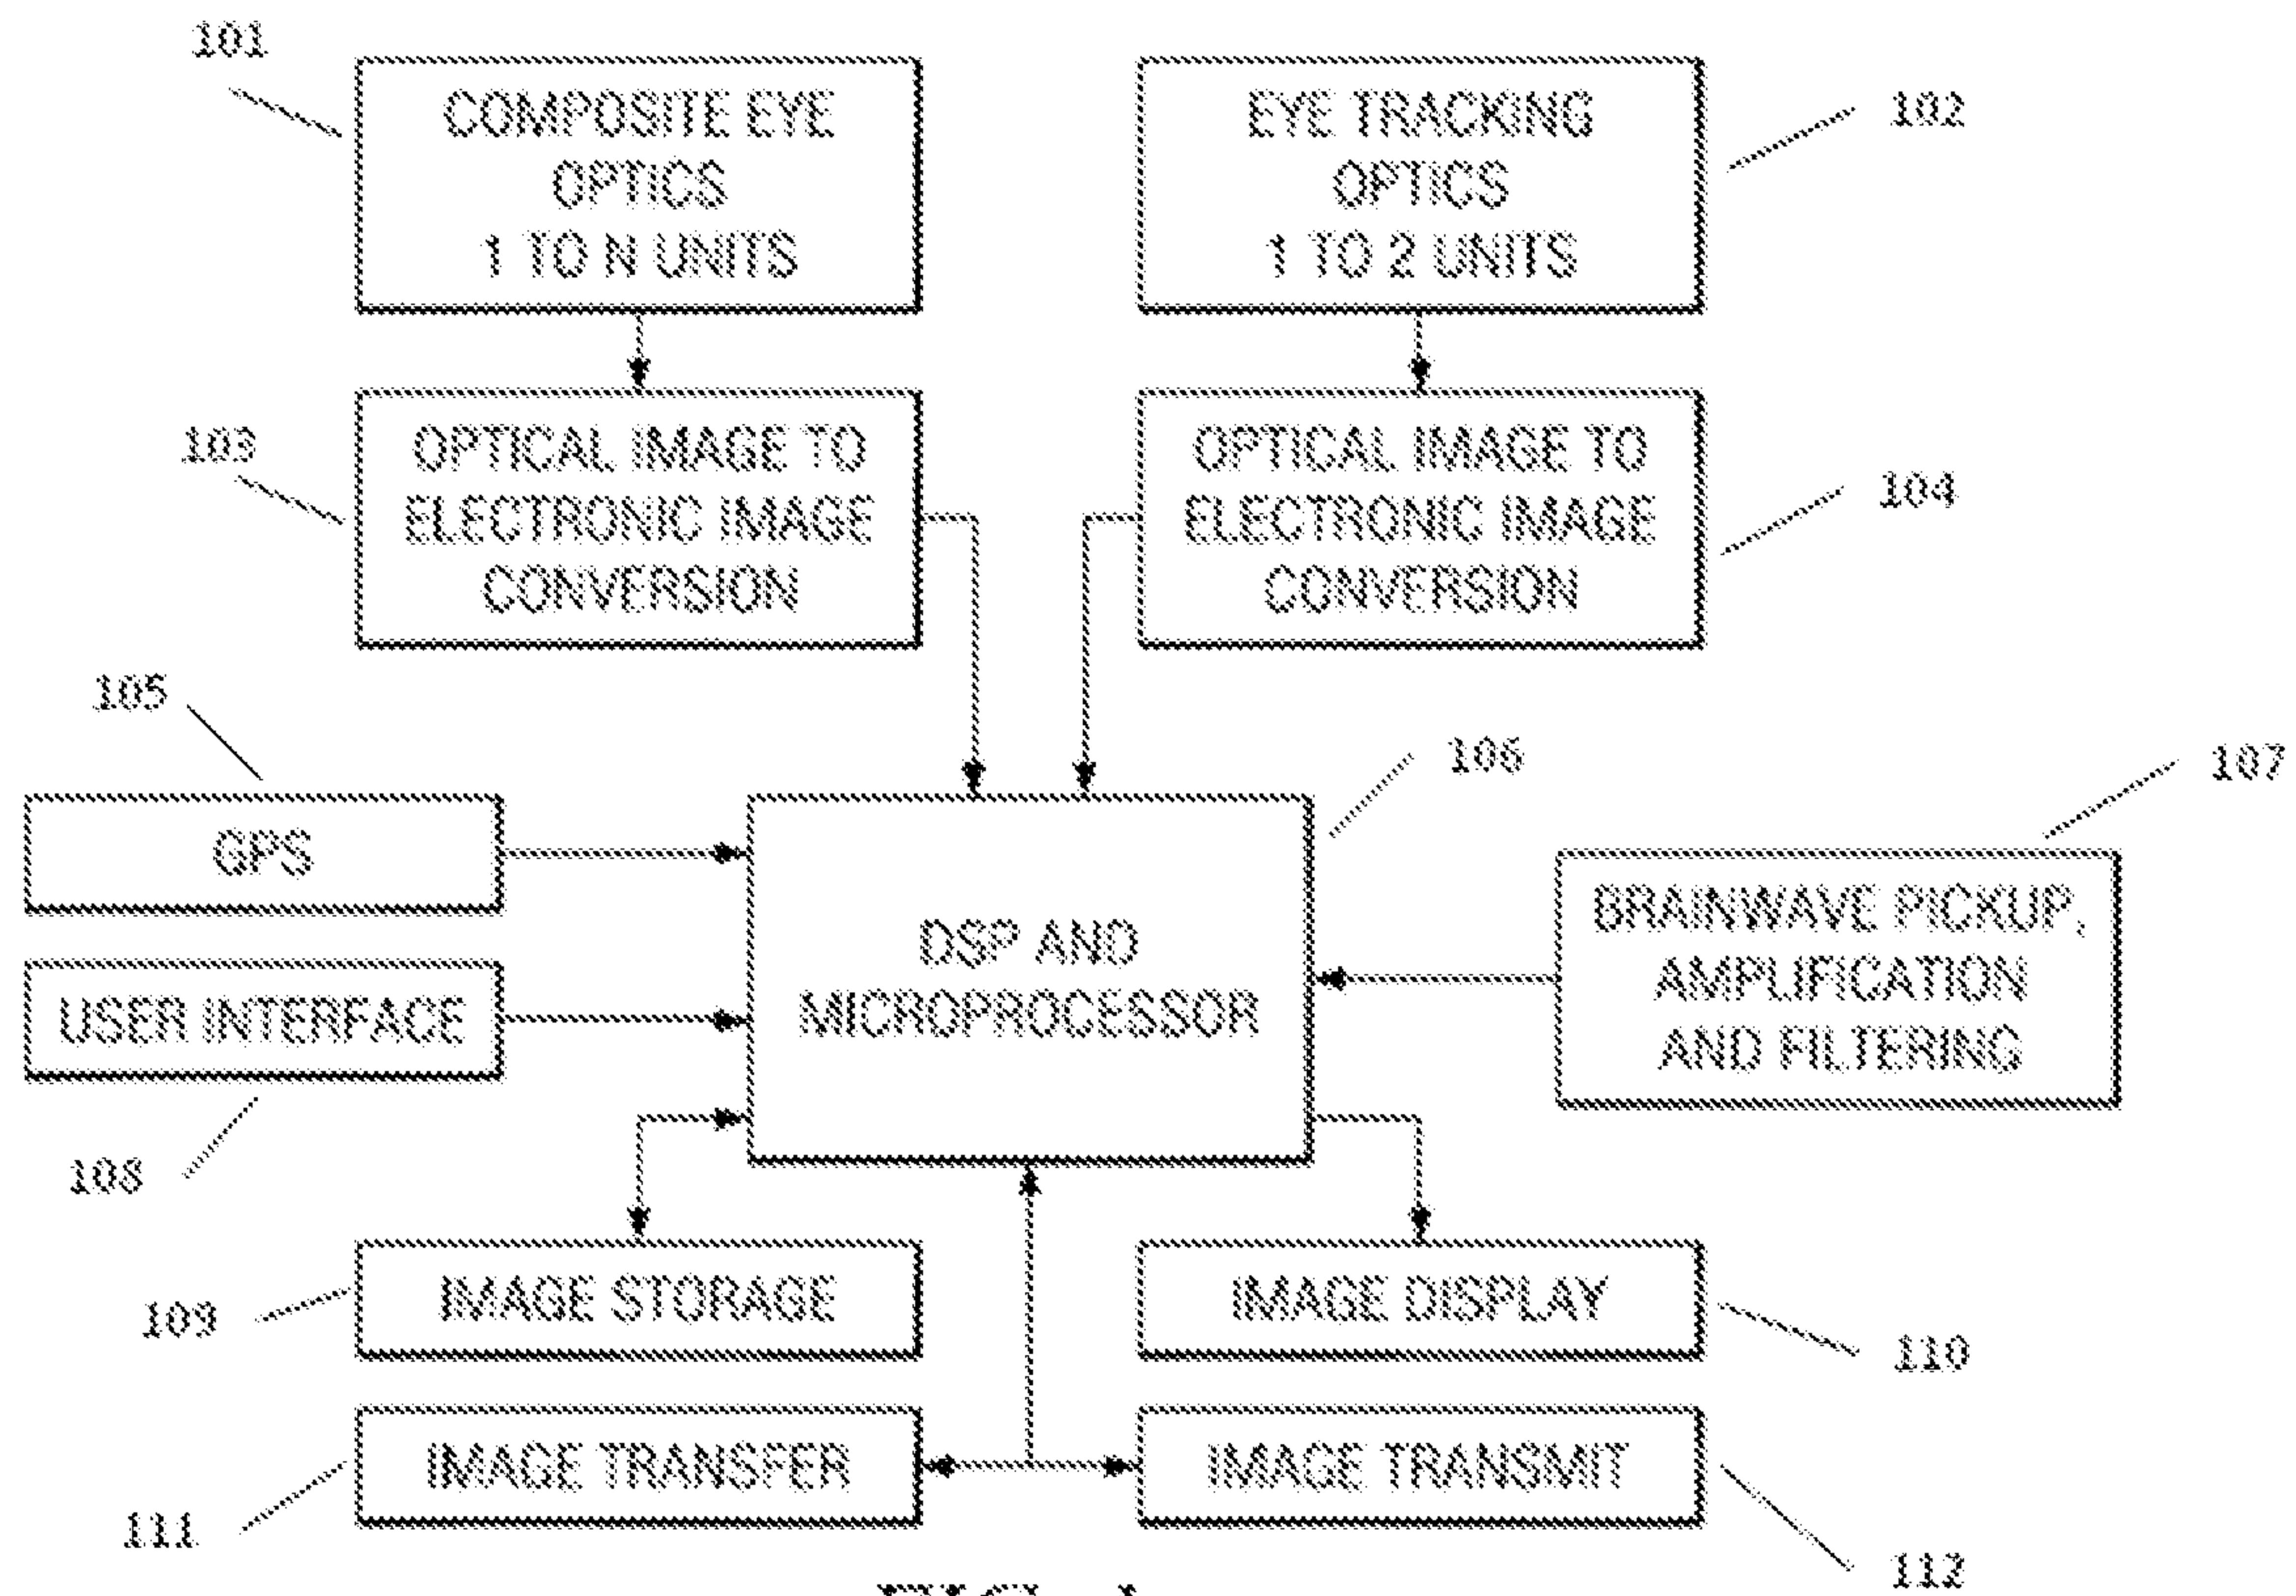 101
COMPOSITE EYE
OPTICS
1 TO N UNITS
EYE TRACKING
OPTICS
1 TO 2 UNITS
102
103
OPTICAL IMAGE TO
ELECTRONIC IMAGE
CONVERSION
OPTICAL IMAGE TO
ELECTRONIC IMAGE
CONVERSION
104
105
GPS
106
107
DSP AND
MICROPROCESSOR
BRAINWAVE PICKUP,
AMPLIFICATION
AND FILTERING
USER INTERFACE
108
109
IMAGE STORAGE
IMAGE DISPLAY
110
IMAGE TRANSFER
IMAGE TRANSMIT
111
112